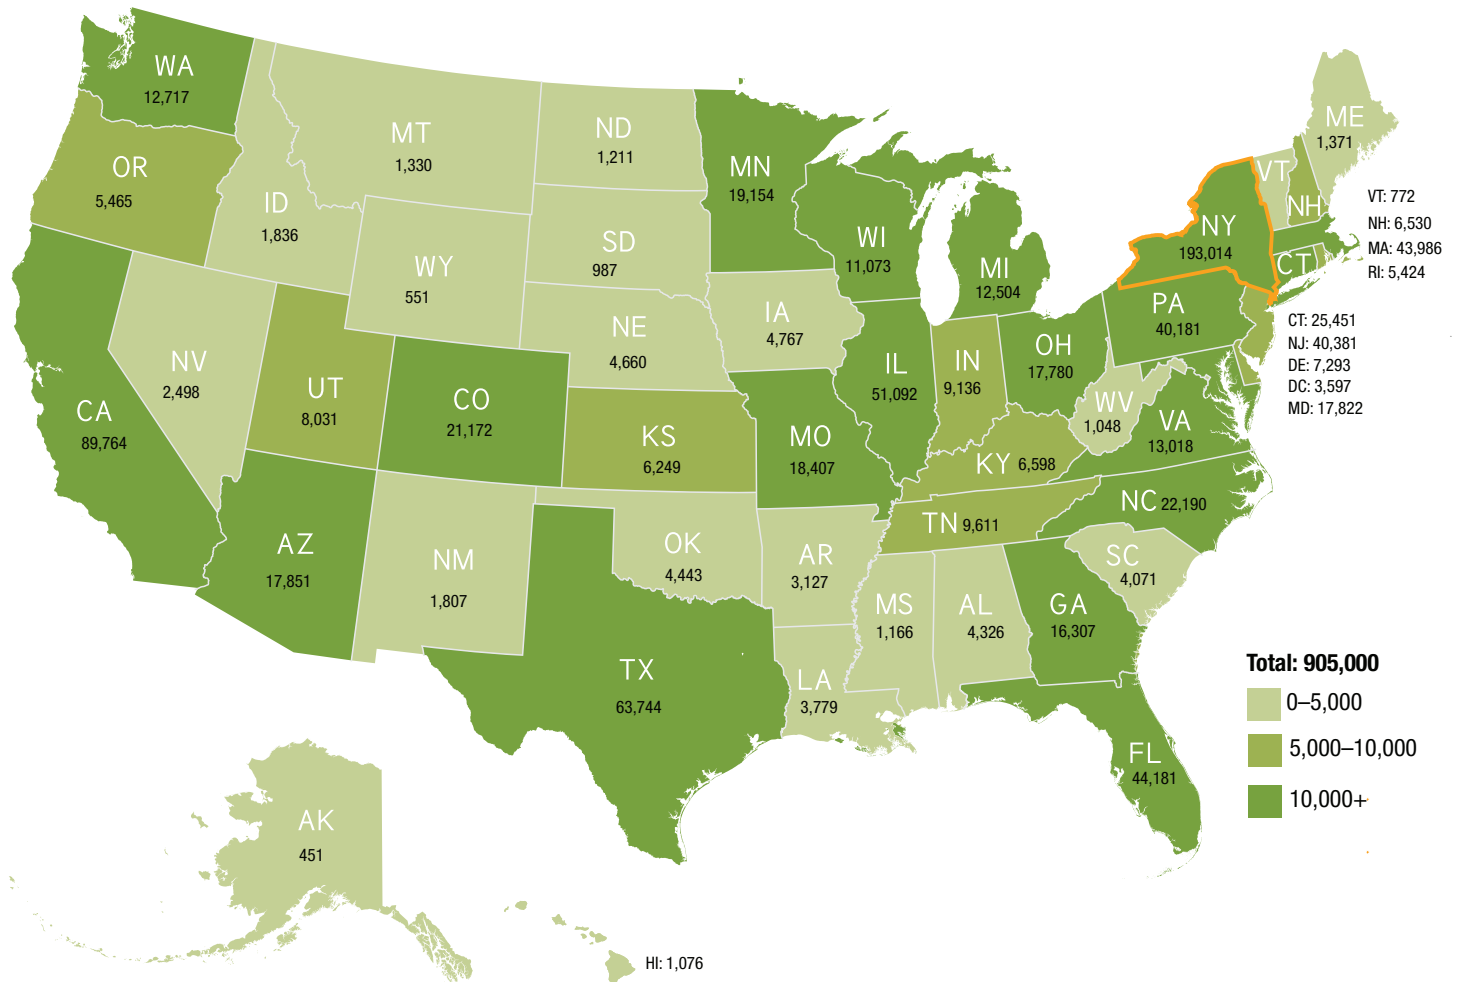 WA
12,717
OR
5,465
ID
1,836
MT
1,330
ND
1,211
MN
19,154
SD
987
WY
551
NE
4,660
IA
4,767
WI
11,073
MI
12,504
NY
193,014
VT
NH
ME
1,371
VT: 772
NH: 6,530
MA: 43,986
RI: 5,424
CT
CT: 25,451
NJ: 40,381
DE: 7,293
DC: 3,597
MD: 17,822
PA
40,181
OH
17,780
IN
9,136
IL
51,092
NV
2,498
UT
8,031
CO
21,172
CA
89,764
KS
6,249
MO
18,407
KY 6,598
WV
1,048
VA
13,018
NC 22,190
TN 9,611
SC
4,071
AZ
17,851
NM
1,807
OK
4,443
AR
3,127
MS
1,166
AL
4,326
GA
16,307
TX
63,744
LA
3,779
FL
44,181
AK
451
HI: 1,076
Total: 905,000
0–5,000
5,000–10,000
10,000+